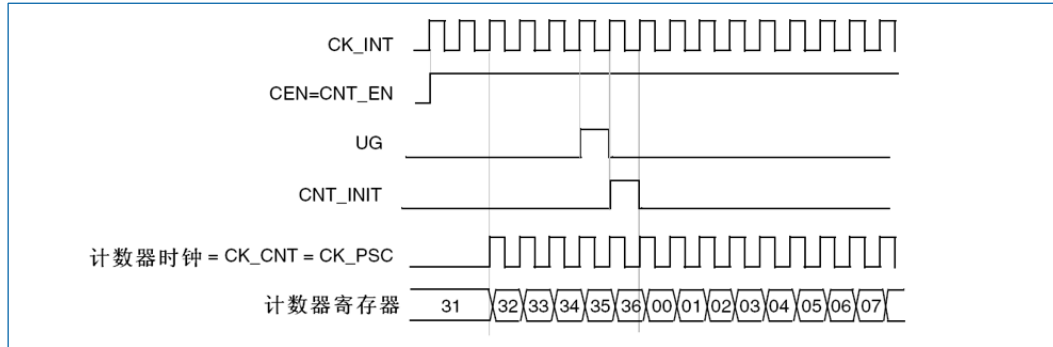 CK_INT
CEN=CNT_EN
UG
CNT_INIT
计数器时钟 = CK_CNT = CK_PSC
计数器寄存器 31 32 33 34 35 36 00 01 02 03 04 05 06 07